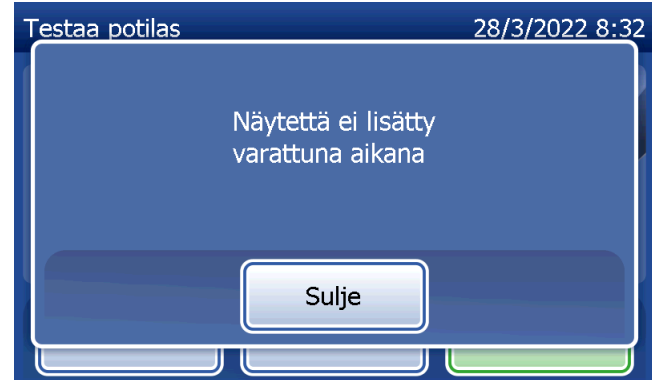 Testaa potilas 28/3/2022 8:32
Näytettä ei lisätty
varattuna aikana
Sulje